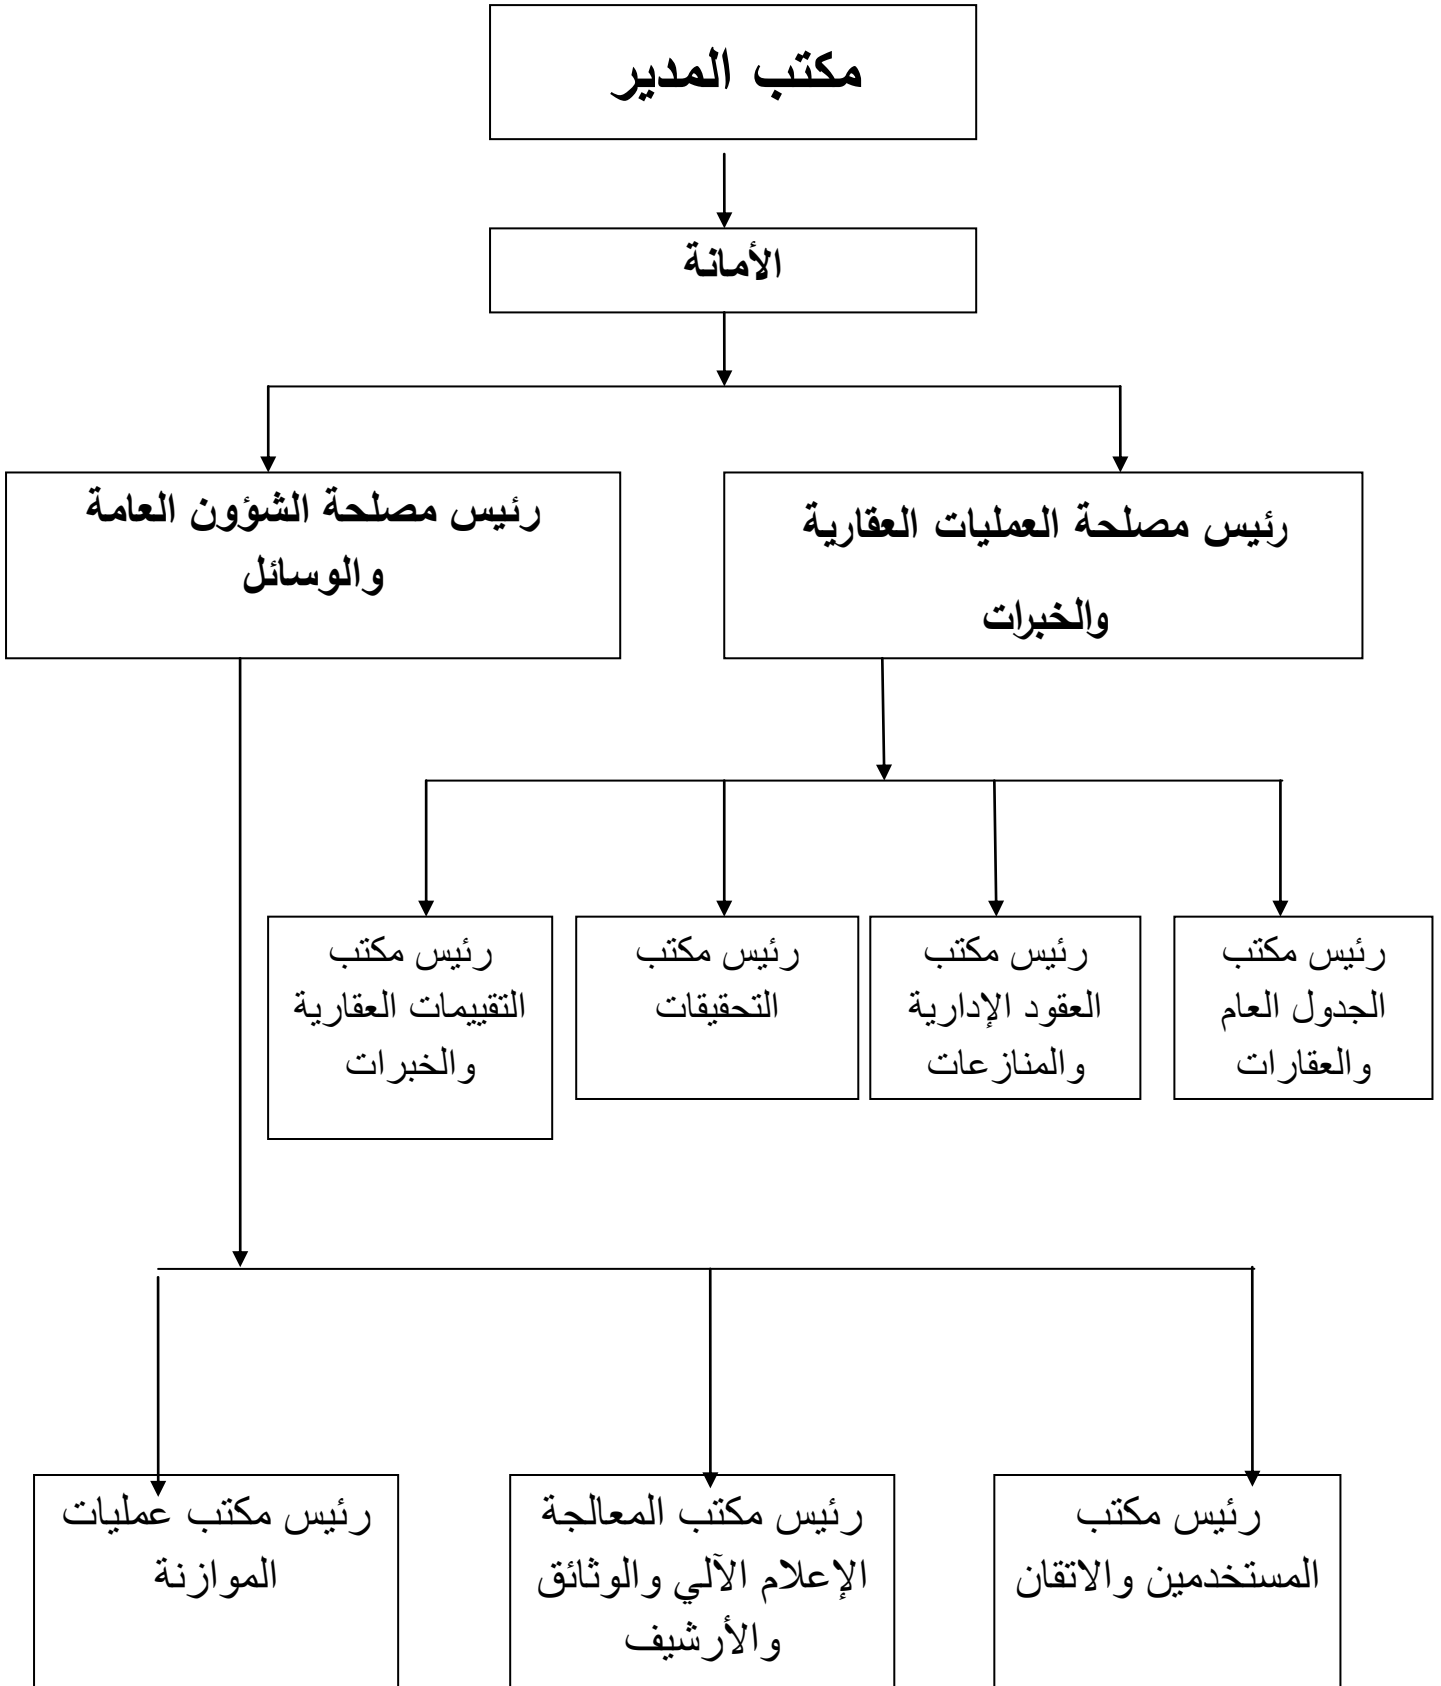 مكتب المدير
الأمانة
رئيس مصلحة العمليات العقارية
والخبرات
رئيس مصلحة الشؤون العامة
والوسائل
رئيس مكتب
الجدول العام
والعقارات
رئيس مكتب
العقود الإدارية
والمنازعات
رئيس مكتب
التحقيقات
رئيس مكتب
التقييمات العقارية
والخبرات
رئيس مكتب
المستخدمين والاتقان
رئيس مكتب المعالجة
الإعلام الآلي والوثائق
والأرشيف
رئيس مكتب عمليات
الموازنة